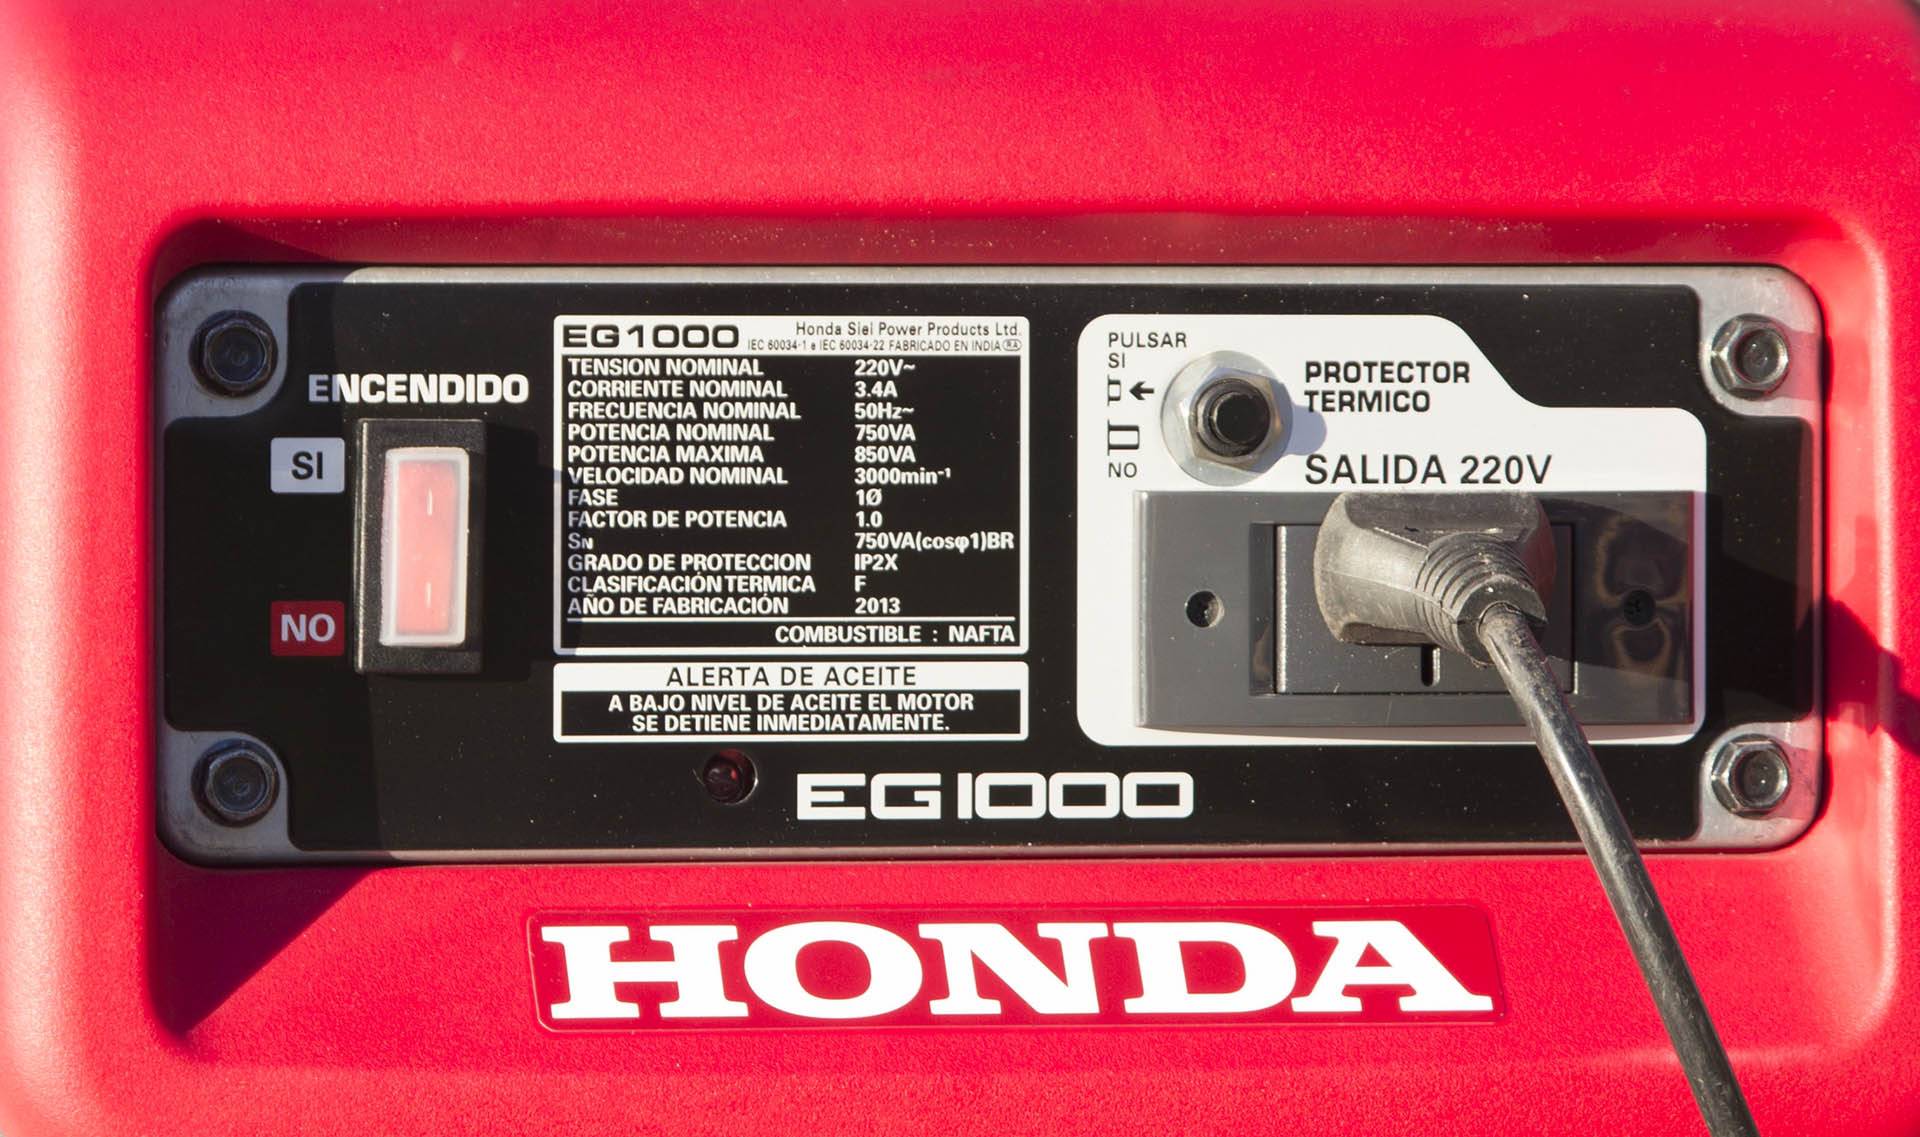 ENCENDIDO
SI
NO
EG1000 Honda Siel Power Products Ltd.
IEC 60034-1 e IEC 60034-22 FABRICADO EN INDIA RA
TENSION NOMINAL 220V~
CORRIENTE NOMINAL 3.4A
FRECUENCIA NOMINAL 50Hz~
POTENCIA NOMINAL 750VA
POTENCIA MAXIMA 850VA
VELOCIDAD NOMINAL 3000min⁻¹
FASE 1Ø
FACTOR DE POTENCIA 1.0
SN 750VA(cosφ1)BR
GRADO DE PROTECCION IP2X
CLASIFICACIÓN TERMICA F
AÑO DE FABRICACIÓN 2013
COMBUSTIBLE : NAFTA
ALERTA DE ACEITE
A BAJO NIVEL DE ACEITE EL MOTOR
SE DETIENE INMEDIATAMENTE.
EG1000
PULSAR
SI
NO
PROTECTOR
TERMICO
SALIDA 220V
HONDA